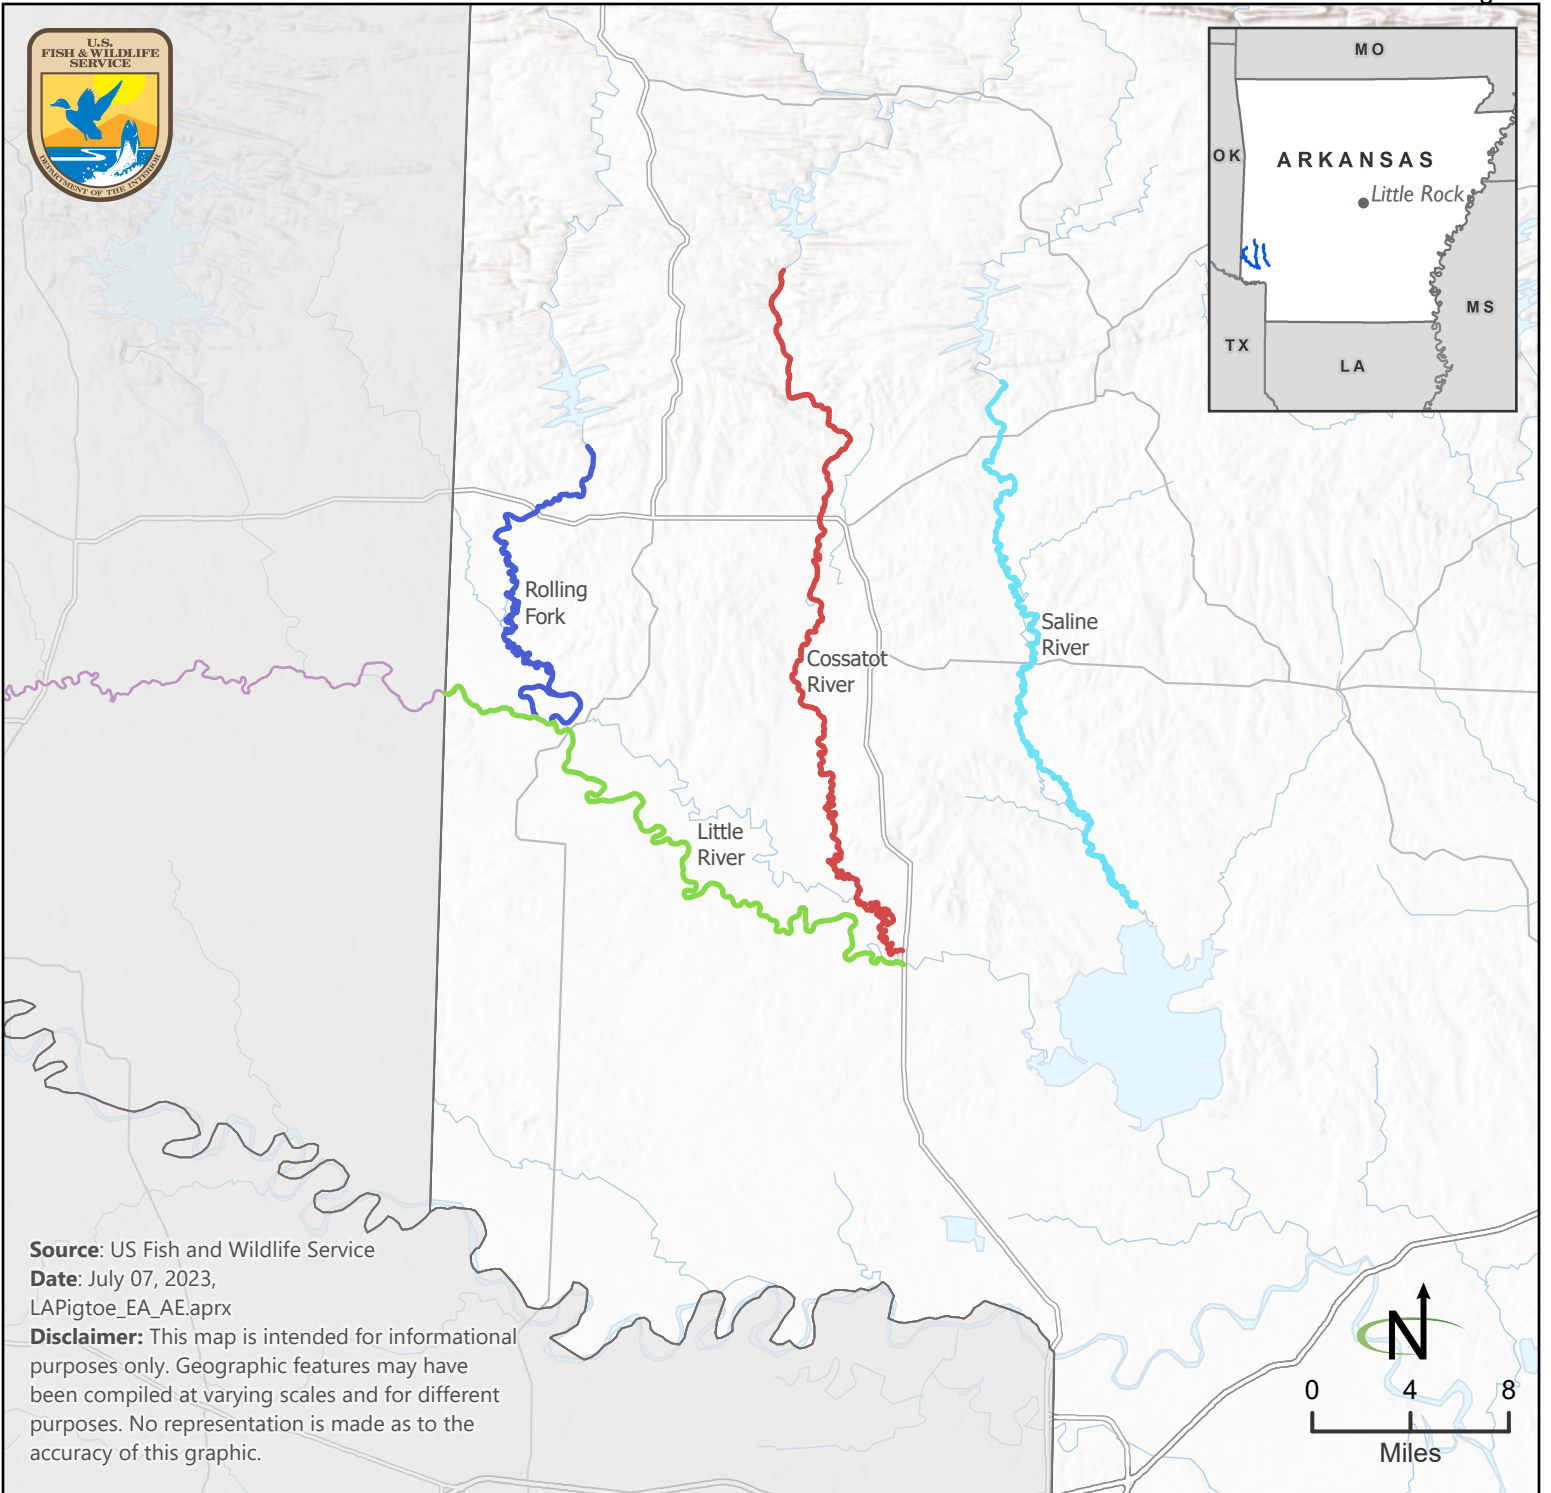 U.S.
FISH & WILDLIFE
SERVICE
DEPARTMENT OF THE INTERIOR
MO
OK
ARKANSAS
Little Rock
MS
TX
LA
Rolling
Fork
Saline
River
Cossatot
River
Little
River
Source: US Fish and Wildlife Service
Date: July 07, 2023,
LAPigtoe_EA_AE.aprx
Disclaimer: This map is intended for informational
purposes only. Geographic features may have
been compiled at varying scales and for different
purposes. No representation is made as to the
accuracy of this graphic.
N
0 4 8
Miles